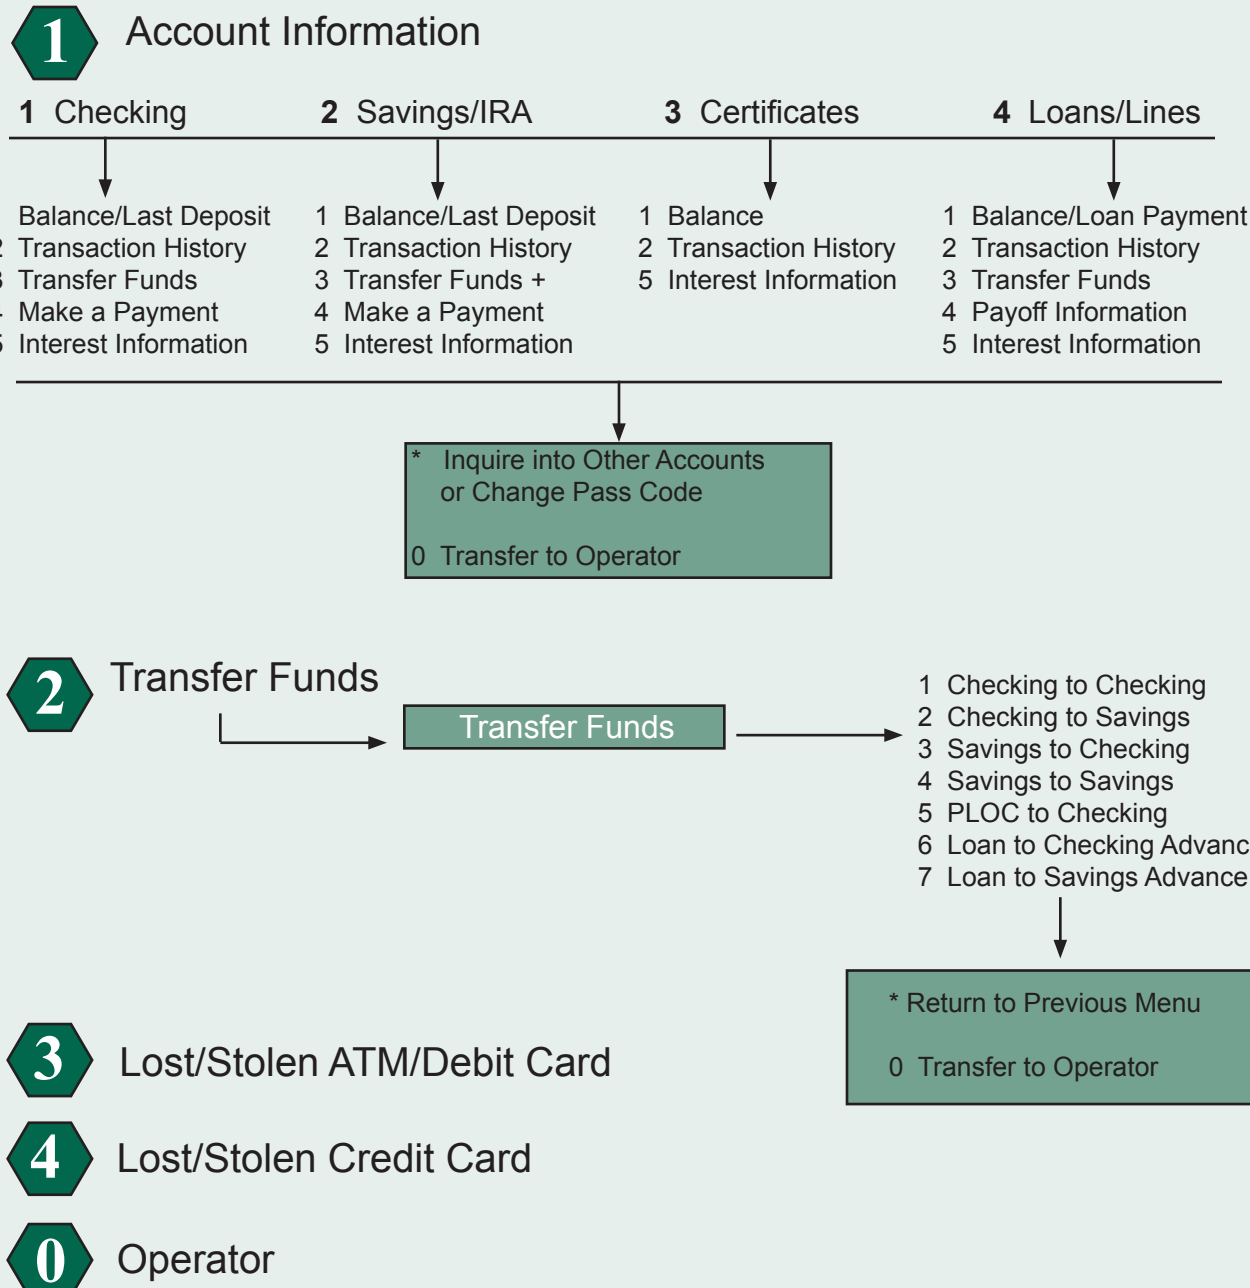 1 Account Information
1 Checking
2 Savings/IRA
3 Certificates
4 Loans/Lines
Balance/Last Deposit
2 Transaction History
3 Transfer Funds
Make a Payment
5 Interest Information
1 Balance/Last Deposit
2 Transaction History
3 Transfer Funds +
4 Make a Payment
5 Interest Information
1 Balance
2 Transaction History
5 Interest Information
1 Balance/Loan Payment
2 Transaction History
3 Transfer Funds
4 Payoff Information
5 Interest Information
* Inquire into Other Accounts
or Change Pass Code
0 Transfer to Operator
2 Transfer Funds
Transfer Funds
1 Checking to Checking
2 Checking to Savings
3 Savings to Checking
4 Savings to Savings
5 PLOC to Checking
6 Loan to Checking Advanc
7 Loan to Savings Advance
* Return to Previous Menu
0 Transfer to Operator
3 Lost/Stolen ATM/Debit Card
4 Lost/Stolen Credit Card
0 Operator